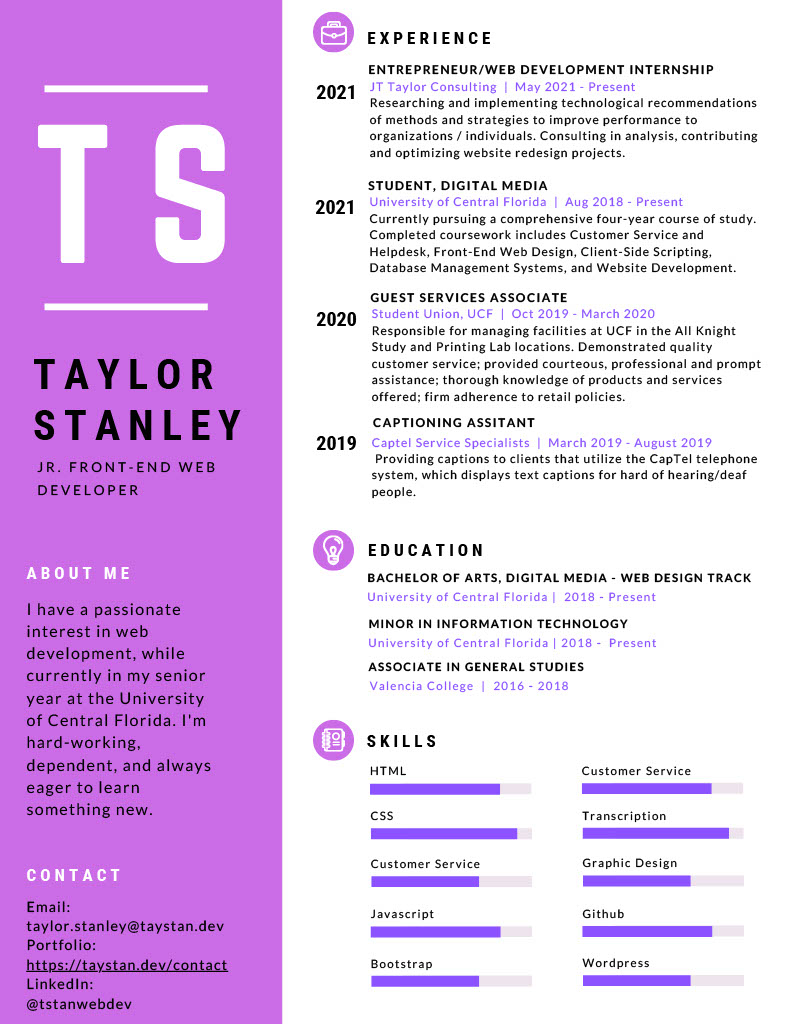 T S
TAYLOR
STANLEY
JR. FRONT-END WEB
DEVELOPER
ABOUT ME
I have a passionate
interest in web
development, while
currently in my senior
year at the University
of Central Florida. I'm
hard-working,
dependent, and always
eager to learn
something new.
CONTACT
Email:
taylor.stanley@taystan.dev
Portfolio:
https://taystan.dev/contact
LinkedIn:
@tstanwebdev
EXPERIENCE
ENTREPRENEUR/WEB DEVELOPMENT INTERNSHIP
2021
JT Taylor Consulting | May 2021 - Present
Researching and implementing technological recommendations
of methods and strategies to improve performance to
organizations / individuals. Consulting in analysis, contributing
and optimizing website redesign projects.
STUDENT, DIGITAL MEDIA
2021
University of Central Florida | Aug 2018 - Present
Currently pursuing a comprehensive four-year course of study.
Completed coursework includes Customer Service and
Helpdesk, Front-End Web Design, Client-Side Scripting,
Database Management Systems, and Website Development.
GUEST SERVICES ASSOCIATE
2020
Student Union, UCF | Oct 2019 - March 2020
Responsible for managing facilities at UCF in the All Knight
Study and Printing Lab locations. Demonstrated quality
customer service; provided courteous, professional and prompt
assistance; thorough knowledge of products and services
offered; firm adherence to retail policies.
CAPTIONING ASSITANT
2019
Captel Service Specialists | March 2019 - August 2019
Providing captions to clients that utilize the CapTel telephone
system, which displays text captions for hard of hearing/deaf
people.
EDUCATION
BACHELOR OF ARTS, DIGITAL MEDIA - WEB DESIGN TRACK
University of Central Florida | 2018 - Present
MINOR IN INFORMATION TECHNOLOGY
University of Central Florida | 2018 - Present
ASSOCIATE IN GENERAL STUDIES
Valencia College | 2016 - 2018
SKILLS
HTML
CSS
Customer Service
Javascript
Bootstrap
Customer Service
Transcription
Graphic Design
Github
Wordpress